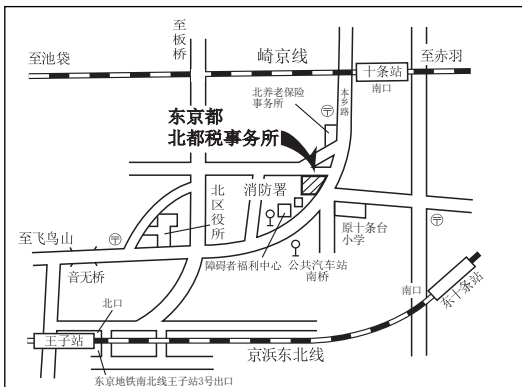 至板桥
至池袋
崎京线
至赤羽
十条站
南口
本乡路
北养老保险
事务所
〒
东京都
北都税事务所
消防署
北区役所
原十条台
小学
〒
至飞鸟山
〒
音无桥
障碍者福利中心
公共汽车站
南桥
南口
东十条站
北口
王子站
京浜东北线
东京地铁南北线王子站3号出口